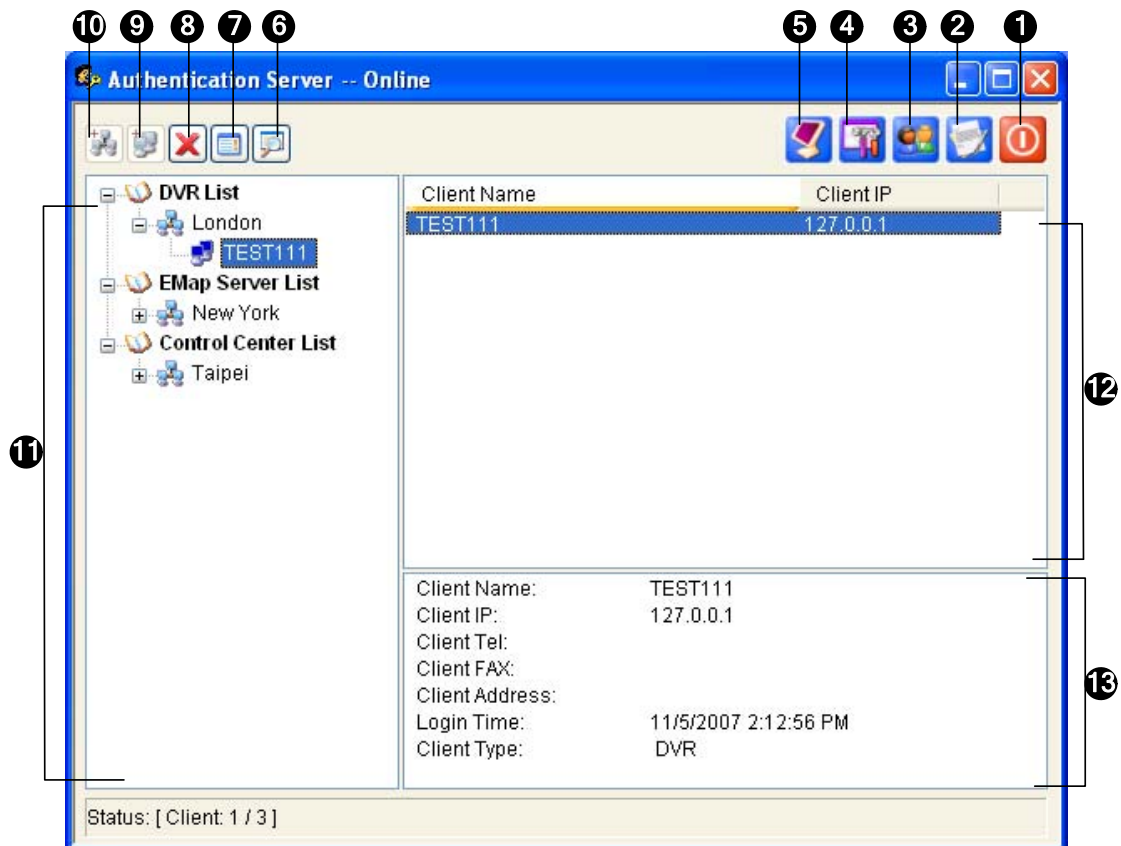 10 9 8 7 6 5 4 3 2 1
Authentication Server -- Online
DVR List
London
TEST111
EMap Server List
New York
Control Center List
Taipei
11
Client Name Client IP
TEST111 127.0.0.1
12
Client Name: TEST111
Client IP: 127.0.0.1
Client Tel:
Client FAX:
Client Address:
Login Time: 11/5/2007 2:12:56 PM
Client Type: DVR
13
Status: [ Client: 1 / 3 ]